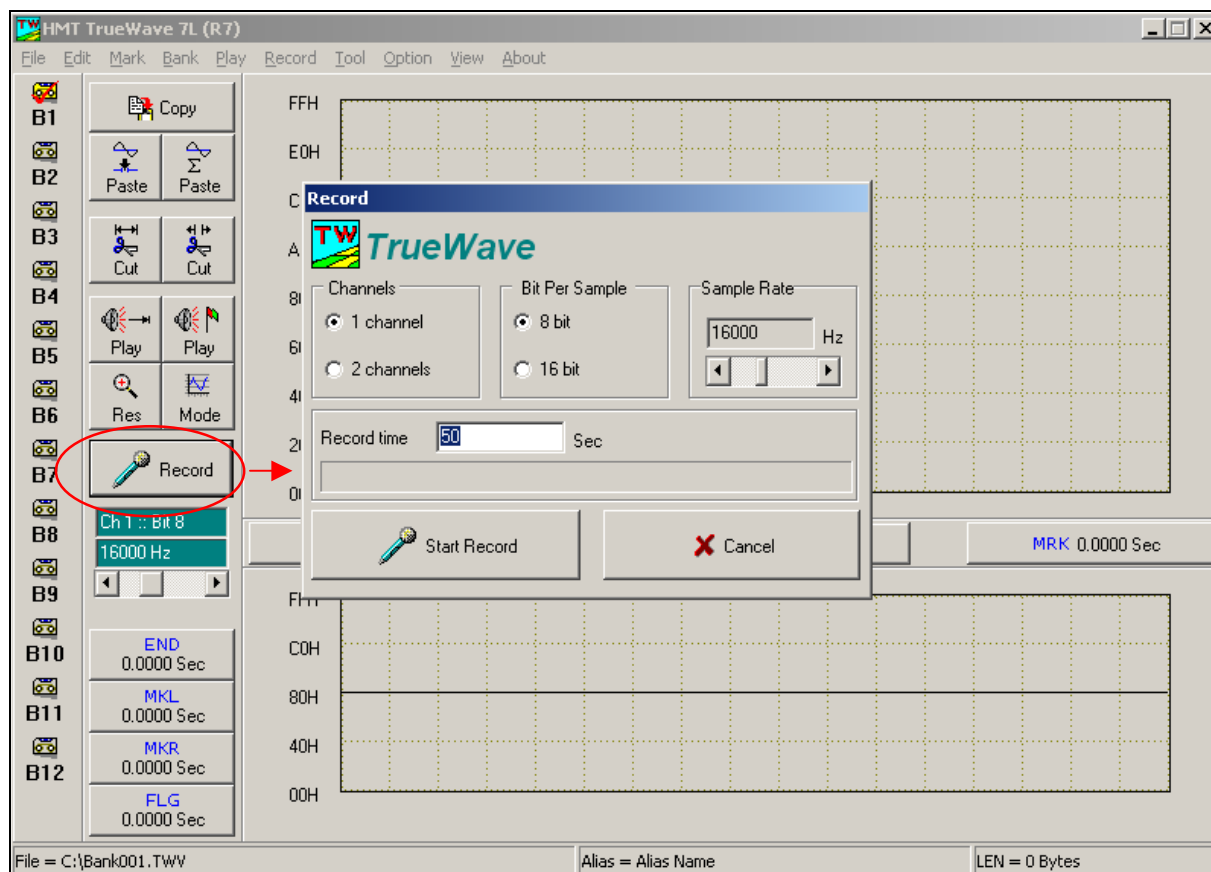 TW HMT TrueWave 7L (R7)
File Edit Mark Bank Play Record Tool Option View About
B1
B2
B3
B4
B5
B6
B7
B8
B9
B10
B11
B12
Copy
Paste Paste
Cut Cut
Play Play
Res Mode
Record
Ch 1 :: Bit 8
16000 Hz
END
0.0000 Sec
MKL
0.0000 Sec
MKR
0.0000 Sec
FLG
0.0000 Sec
FFH
E0H
Record
TW TrueWave
Channels
1 channel
2 channels
Bit Per Sample
8 bit
16 bit
Sample Rate
16000 Hz
Record time 50 Sec
Start Record
Cancel
MRK 0.0000 Sec
C0H
80H
40H
00H
File = C:\Bank001.TWV
Alias = Alias Name
LEN = 0 Bytes